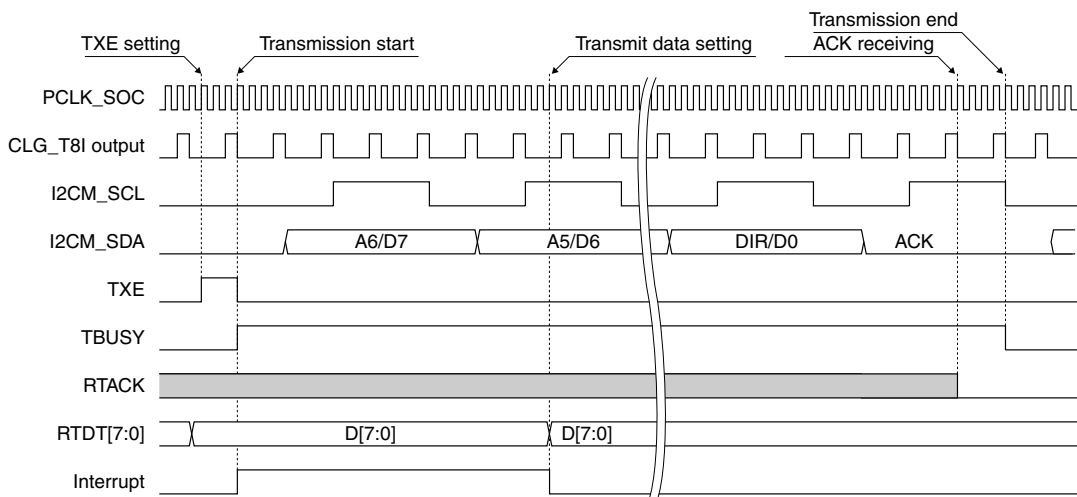 Transmission end
TXE setting
Transmission start
Transmit data setting
ACK receiving
PCLK_SOC
CLG_T8I output
I2CM_SCL
I2CM_SDA
A6/D7
A5/D6
DIR/D0
ACK
TXE
TBUSY
RTACK
RTDT[7:0]
D[7:0]
D[7:0]
Interrupt